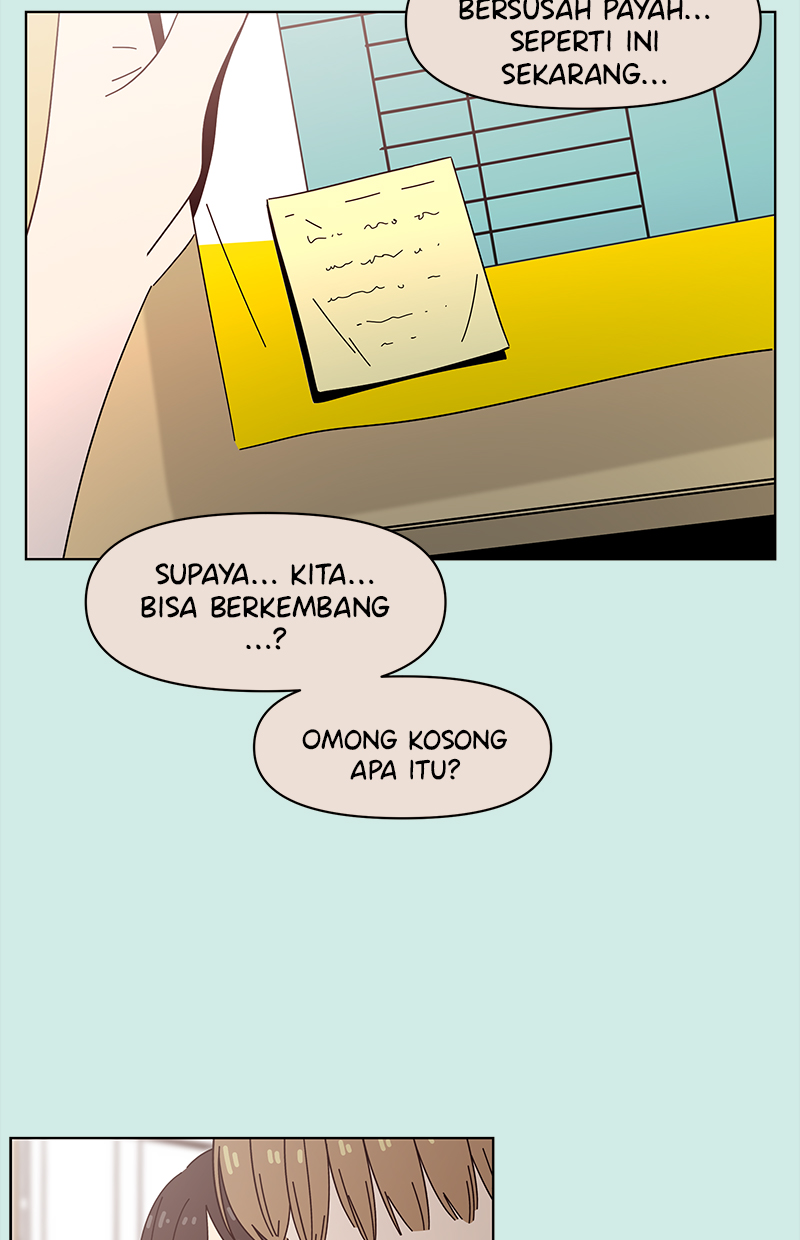 BERSUSAH PAYAH...
SEPERTI INI
SEKARANG...
SUPAYA... KITA...
BISA BERKEMBANG
...?
OMONG KOSONG
APA ITU?